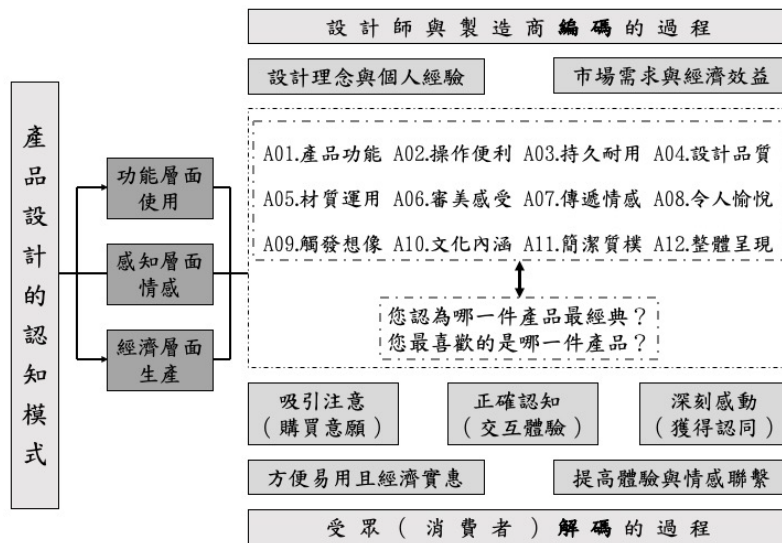 設計師與製造商編碼的過程
設計理念與個人經驗
市場需求與經濟效益
產品設計的認知模式
功能層面
使用
感知層面
情感
經濟層面
生產
A01.產品功能 A02.操作便利 A03.持久耐用 A04.設計品質
A05.材質運用 A06.審美感受 A07.傳遞情感 A08.令人愉悅
A09.觸發想像 A10.文化內涵 A11.簡潔質樸 A12.整體呈現
您認為哪一件產品最經典？
您最喜歡的是哪一件產品？
吸引注意
（購買意願）
正確認知
（交互體驗）
深刻感動
（獲得認同）
方便易用且經濟實惠
提高體驗與情感聯繫
受眾（消費者）解碼的過程